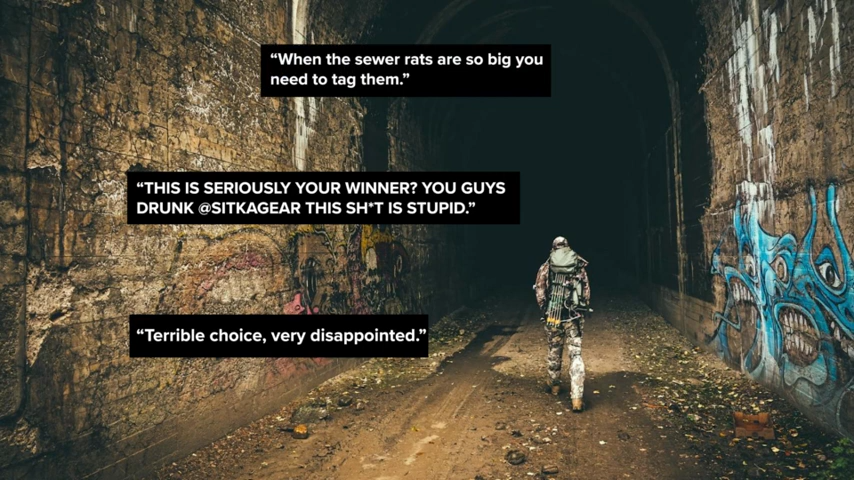 “When the sewer rats are so big you
need to tag them.”
“THIS IS SERIOUSLY YOUR WINNER? YOU GUYS
DRUNK @SITKAGEAR THIS SH*T IS STUPID.”
“Terrible choice, very disappointed.”